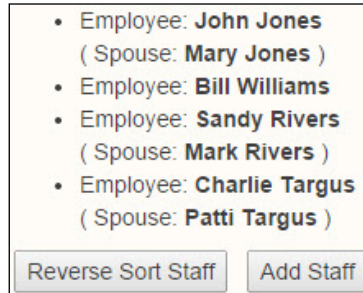 • Employee: John Jones
( Spouse: Mary Jones )
• Employee: Bill Williams
• Employee: Sandy Rivers
( Spouse: Mark Rivers )
• Employee: Charlie Targus
( Spouse: Patti Targus )
Reverse Sort Staff Add Staff